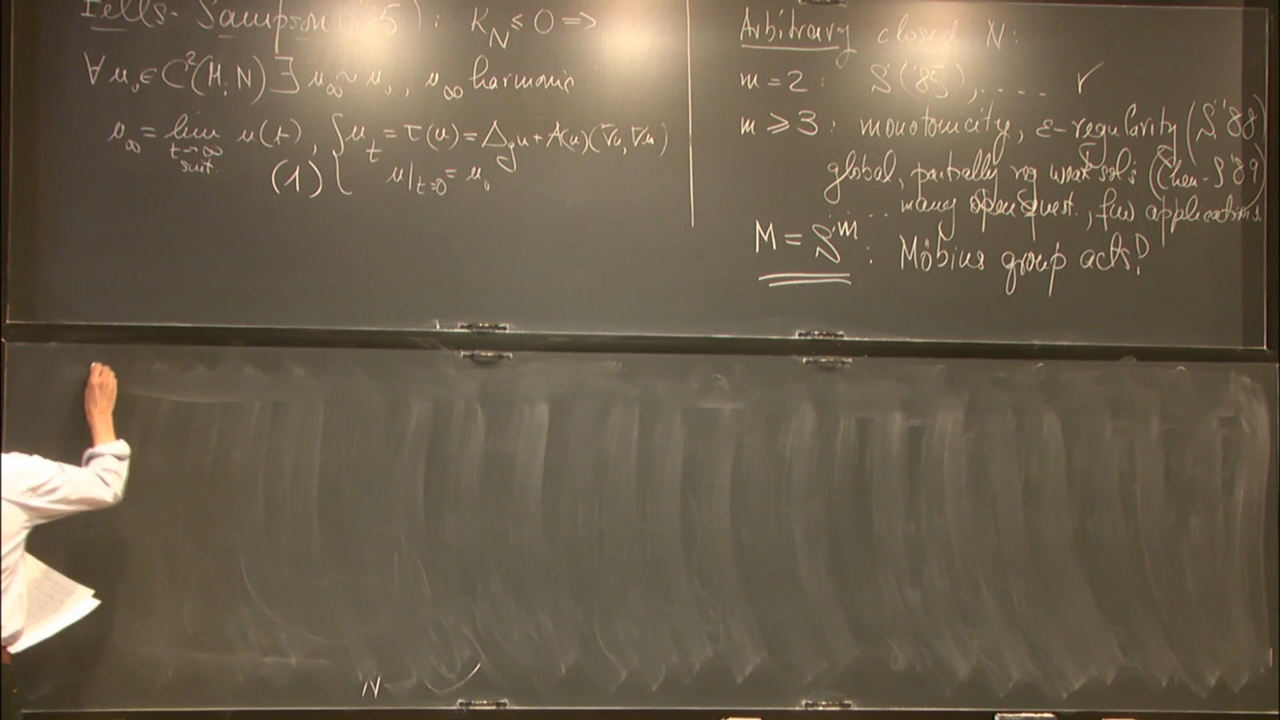 Eells-Sampson ('65): K_N ≤ 0 =>
∀ u₀ ∈ C²(M,N) ∃ u_∞ ~ u₀, u_∞ harmonic
u_∞ = lim_{t→∞ suit.} u(t), { u_t = τ(u) = Δ_g u + A(u)(∇u,∇u)
(1) { u|_{t=0} = u₀
Arbitrary closed N:
m = 2 : S ('85), .... ✓
m ≥ 3 : monotonicity, ε-regularity (S. '88)
global, partially reg weak sol's (Chen-S '89)
... many open quest., few applications
M = S^m : Möbius group acts!
N